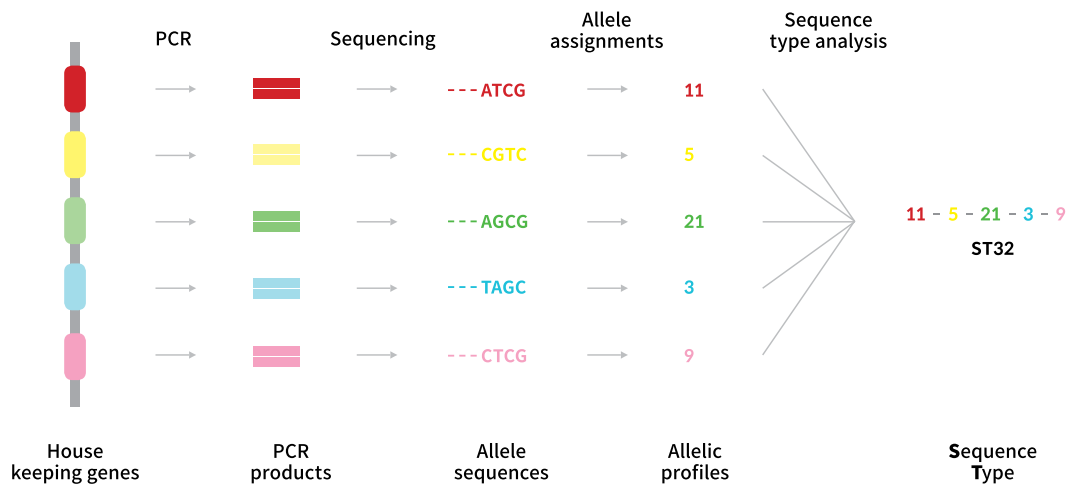 PCR
Sequencing
Allele
assignments
Sequence
type analysis
ATCG
11
CGTC
5
AGCG
21
11 - 5 - 21 - 3 - 9
ST32
TAGC
3
CTCG
9
House
keeping genes
PCR
products
Allele
sequences
Allelic
profiles
Sequence
Type